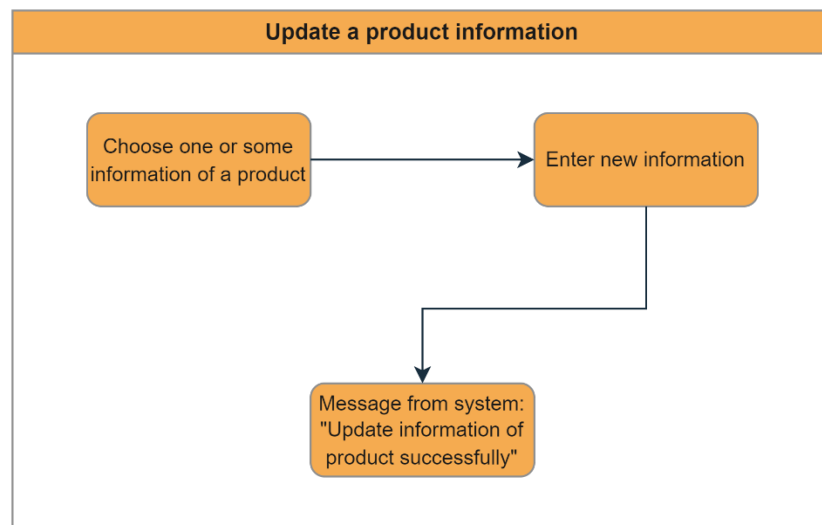 Update a product information
Choose one or some
information of a product
Enter new information
Message from system:
"Update information of
product successfully"